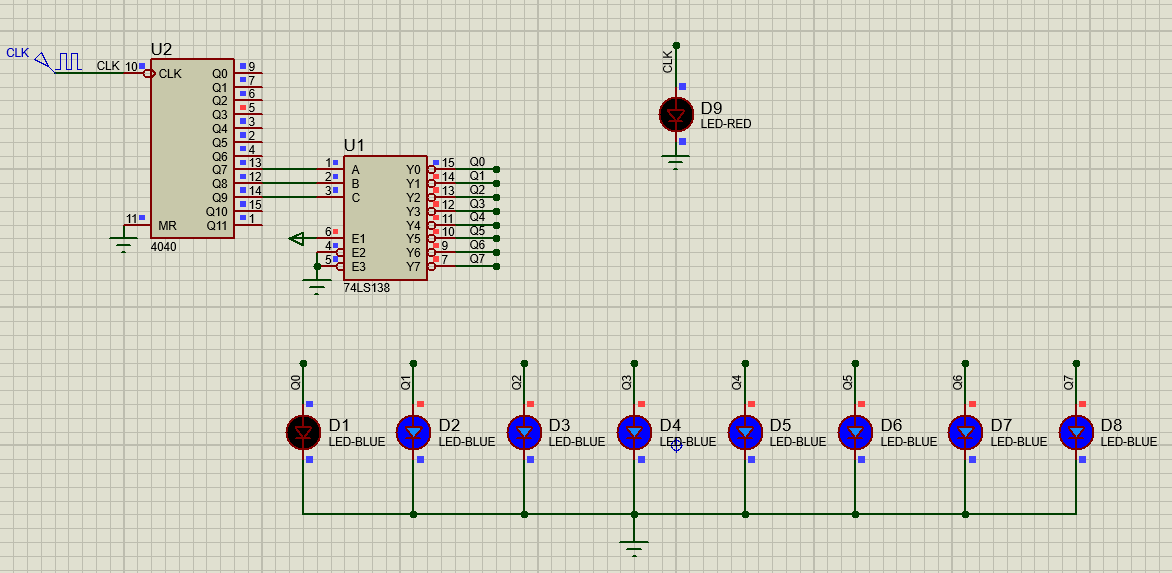 CLK
CLK
U2
10
CLK
Q0 9
Q1 7
Q2 6
Q3 5
Q4 3
Q5 2
Q6 4
Q7 13
Q8 12
Q9 14
Q10 15
11 MR Q11 1
4040
U1
1 A Y0 15 Q0
2 B Y1 14 Q1
3 C Y2 13 Q2
Y3 12 Q3
Y4 11 Q4
6 E1 Y5 10 Q5
4 E2 Y6 9 Q6
5 E3 Y7 7 Q7
74LS138
CLK
D9
LED-RED
Q0
D1
LED-BLUE
Q1
D2
LED-BLUE
Q2
D3
LED-BLUE
Q3
D4
LED-BLUE
Q4
D5
LED-BLUE
Q5
D6
LED-BLUE
Q6
D7
LED-BLUE
Q7
D8
LED-BLUE